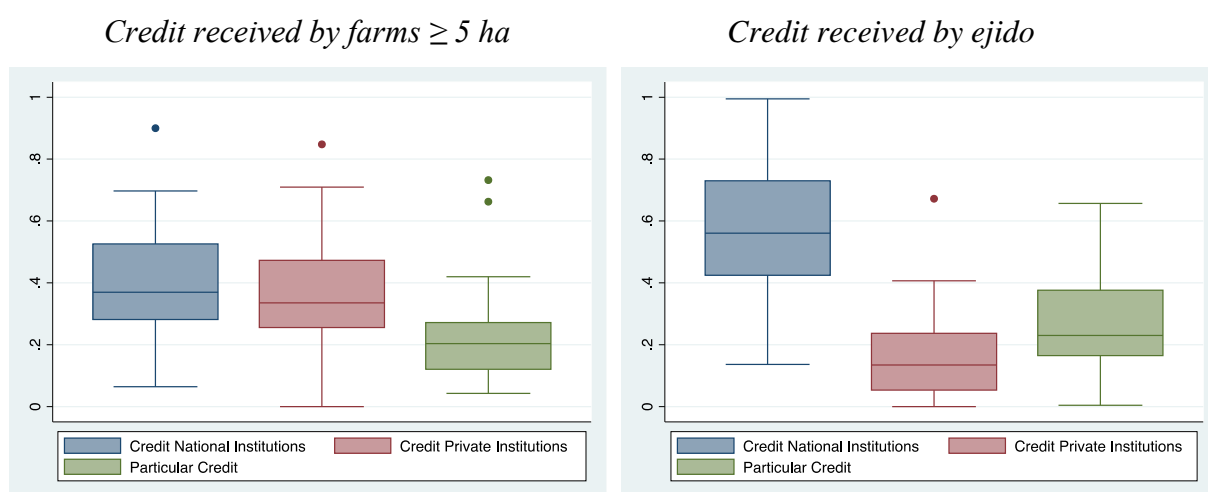 Credit received by farms ≥ 5 ha
Credit received by ejido
1
.8
.6
.4
.2
0
Credit National Institutions
Credit Private Institutions
Particular Credit
1
.8
.6
.4
.2
0
Credit National Institutions
Credit Private Institutions
Particular Credit